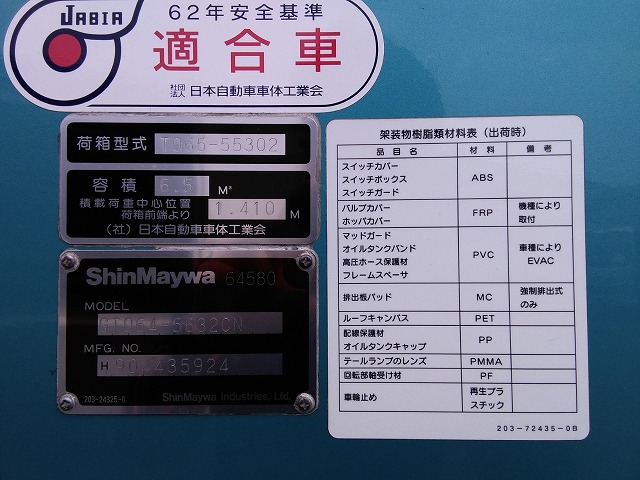 JABIA
62年安全基準
適合車
社団法人 日本自動車車体工業会
荷箱型式 TO65-55302
容積 6.5 M³
積載荷重中心位置
荷箱前端より 1.410 M
(社)日本自動車車体工業会
ShinMaywa 64580
MODEL
MFG. NO.
H 90 435924
203-24325-0 ShinMaywa Industries, Ltd.
架装物樹脂類材料表(出荷時)
品目名 材料 備考
スイッチカバー
スイッチボックス ABS
スイッチガード
バルブカバー FRP 機種により
ホッパカバー 取付
マッドガード
オイルタンクバンド PVC 車種により
高圧ホース保護材 EVAC
フレームスペーサ
排出板パッド MC 強制排出式
のみ
ルーフキャンバス PET
配線保護材 PP
オイルタンクキャップ
テールランプのレンズ PMMA
回転部軸受け材 PF
車輪止め 再生プラ
スチック
203-72435-0B